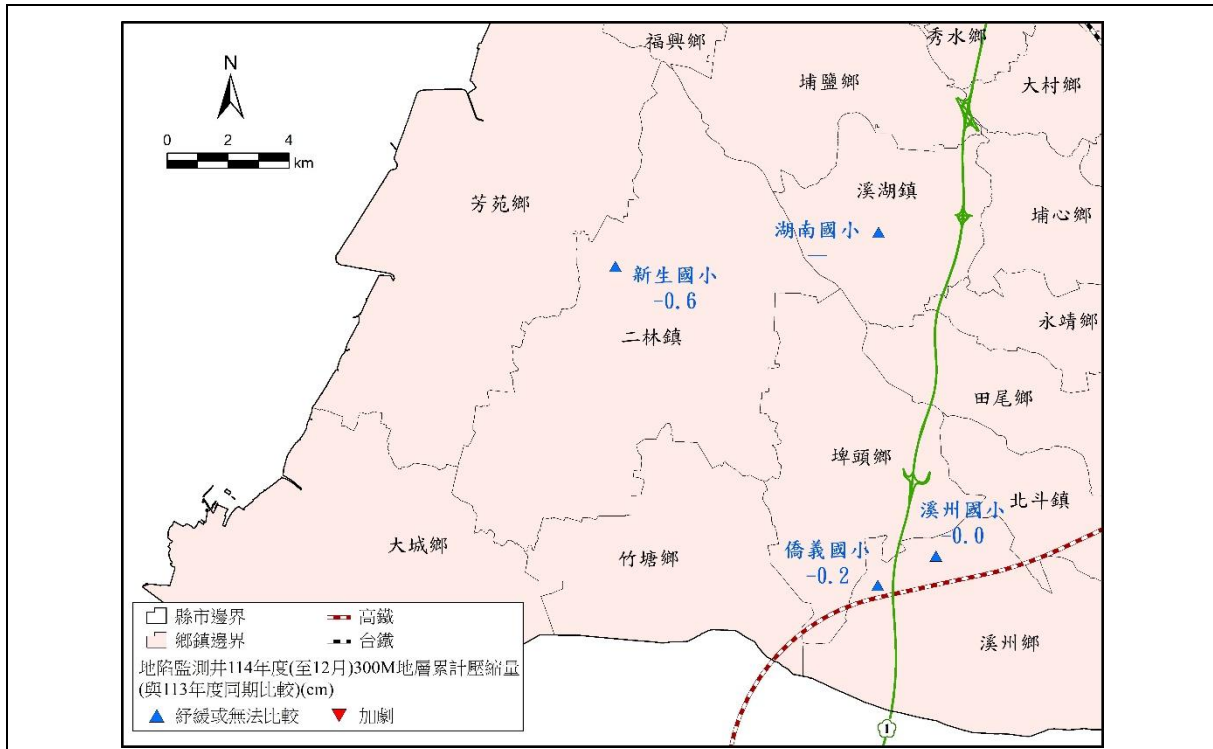 福興鄉
秀水鄉
N
埔鹽鄉
大村鄉
0 2 4
km
芳苑鄉
溪湖鎮
埔心鄉
湖南國小
—
新生國小
-0.6
永靖鄉
二林鎮
田尾鄉
埤頭鄉
北斗鎮
溪州國小
-0.0
大城鄉
竹塘鄉
僑義國小
-0.2
溪州鄉
縣市邊界 高鐵
鄉鎮邊界 台鐵
地陷監測井114年度(至12月)300M地層累計壓縮量
(與113年度同期比較)(cm)
紓緩或無法比較 加劇
1